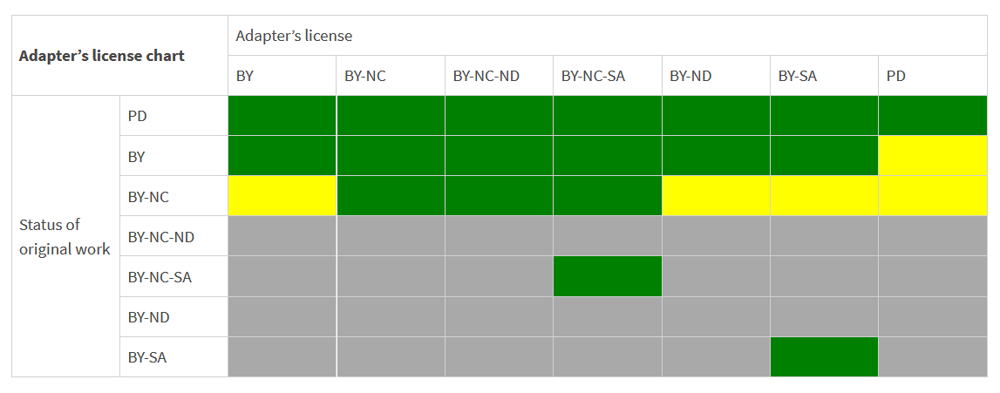 Adapter’s license chart
Adapter’s license
BY
BY-NC
BY-NC-ND
BY-NC-SA
BY-ND
BY-SA
PD
Status of
original work
PD
BY
BY-NC
BY-NC-ND
BY-NC-SA
BY-ND
BY-SA